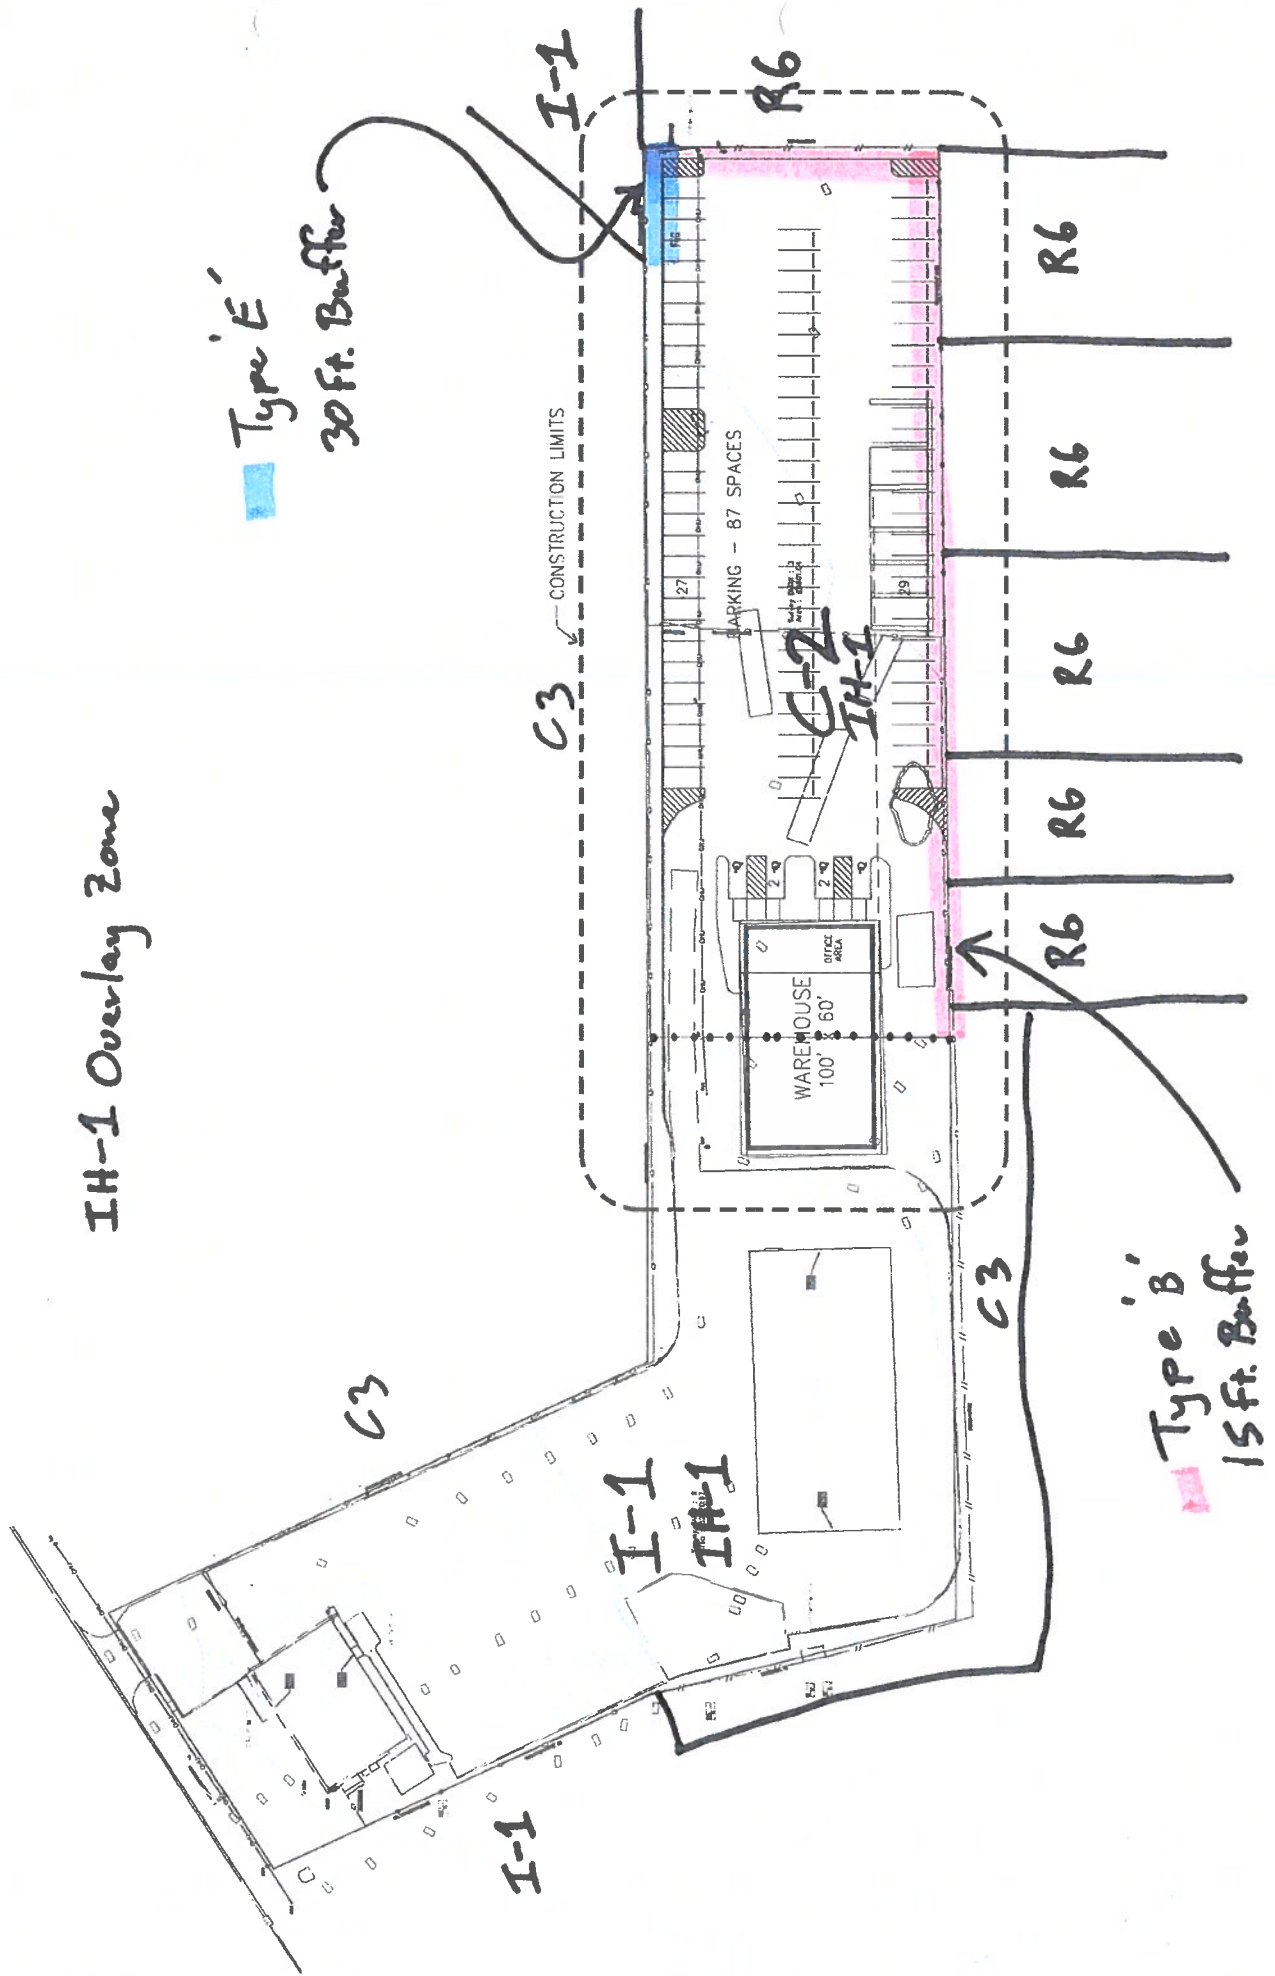 IH-1 Overlay Zone
Type 'E'
30 Ft. Buffer
I-1
R6
CONSTRUCTION LIMITS
C3
27
PARKING - 87 SPACES
C-2
IH-1
29
2
2
OFFICE
AREA
WAREHOUSE
100' x 60'
R6
R6
R6
R6
R6
C3
C3
I-1
IH-1
I-1
Type 'B'
15 Ft. Buffer